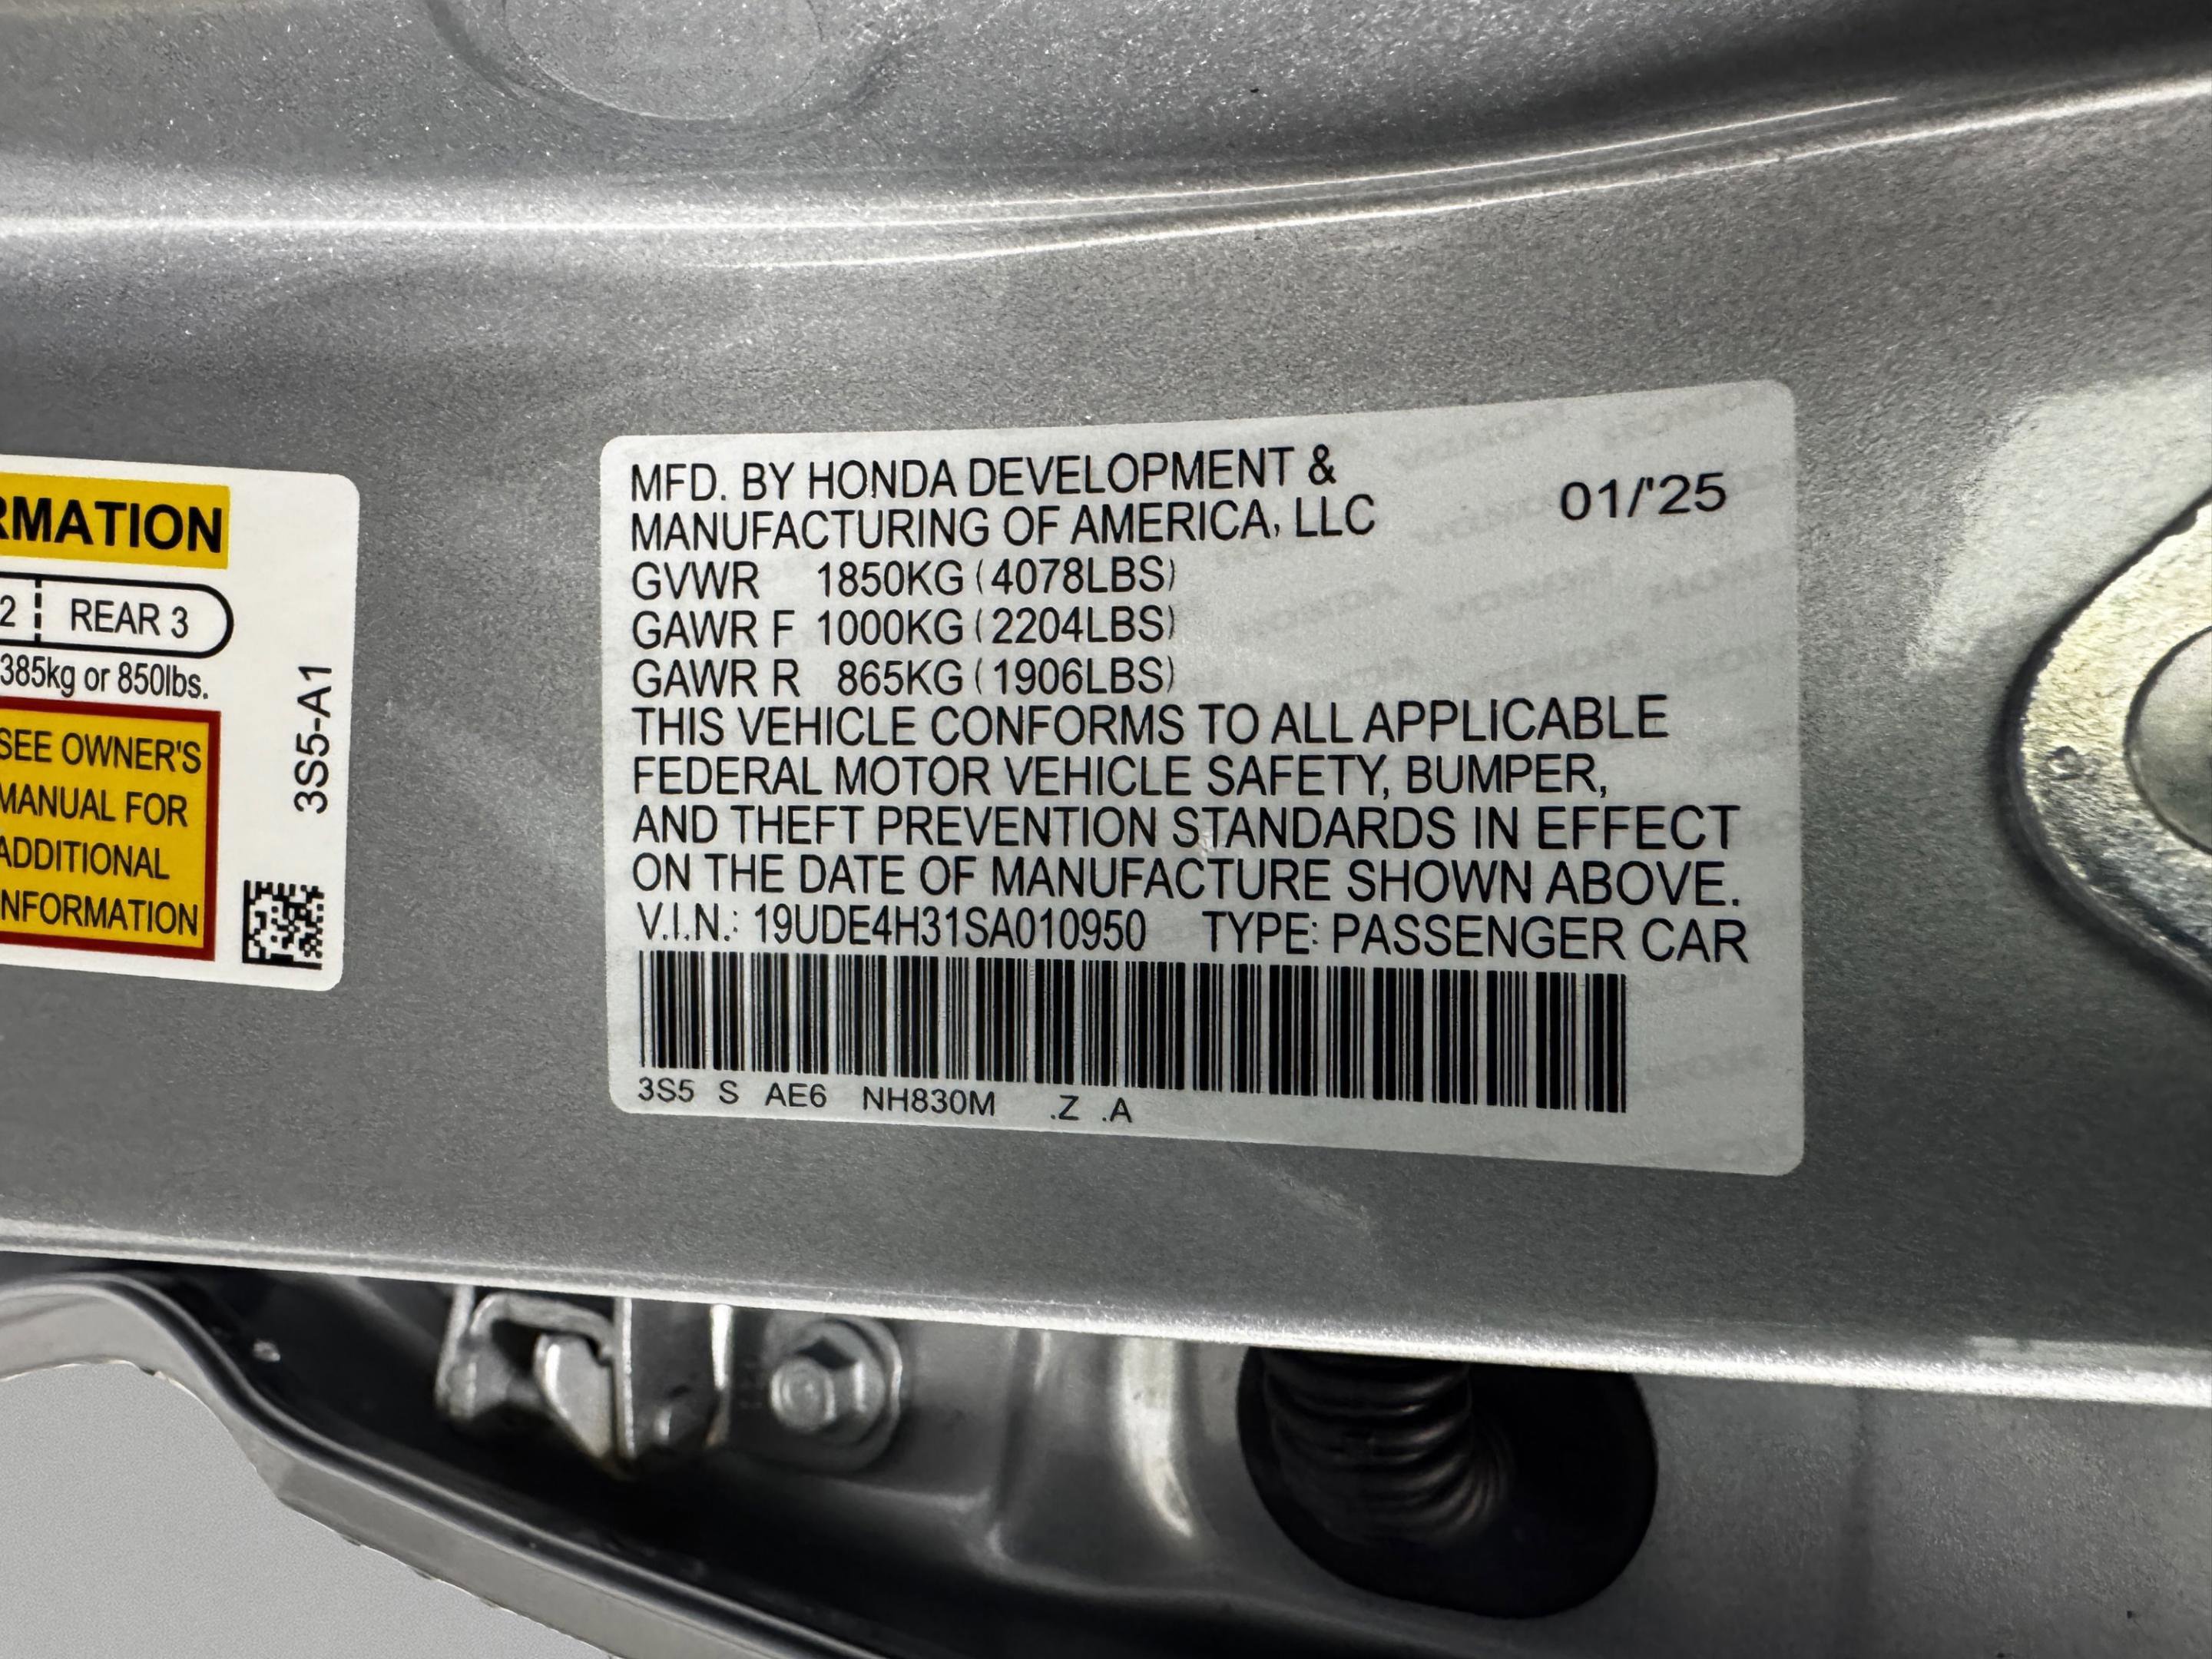 RMATION
2 REAR 3
385kg or 850lbs.
SEE OWNER'S
MANUAL FOR
ADDITIONAL
INFORMATION
3S5-A1
MFD. BY HONDA DEVELOPMENT &
MANUFACTURING OF AMERICA, LLC
01/'25
GVWR 1850KG (4078LBS)
GAWR F 1000KG (2204LBS)
GAWR R 865KG (1906LBS)
THIS VEHICLE CONFORMS TO ALL APPLICABLE
FEDERAL MOTOR VEHICLE SAFETY, BUMPER,
AND THEFT PREVENTION STANDARDS IN EFFECT
ON THE DATE OF MANUFACTURE SHOWN ABOVE.
V.I.N.: 19UDE4H31SA010950 TYPE: PASSENGER CAR
3S5 S AE6 NH830M .Z .A